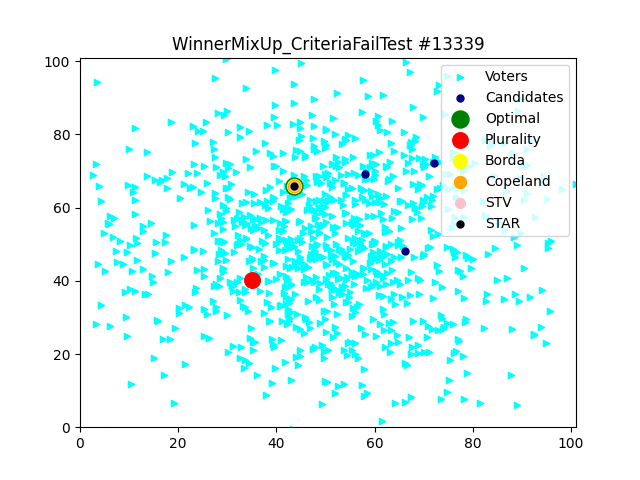 WinnerMixUp_CriteriaFailTest #13339
100
80
60
40
20
0
0
20
40
60
80
100
Voters
Candidates
Optimal
Plurality
Borda
Copeland
STV
STAR